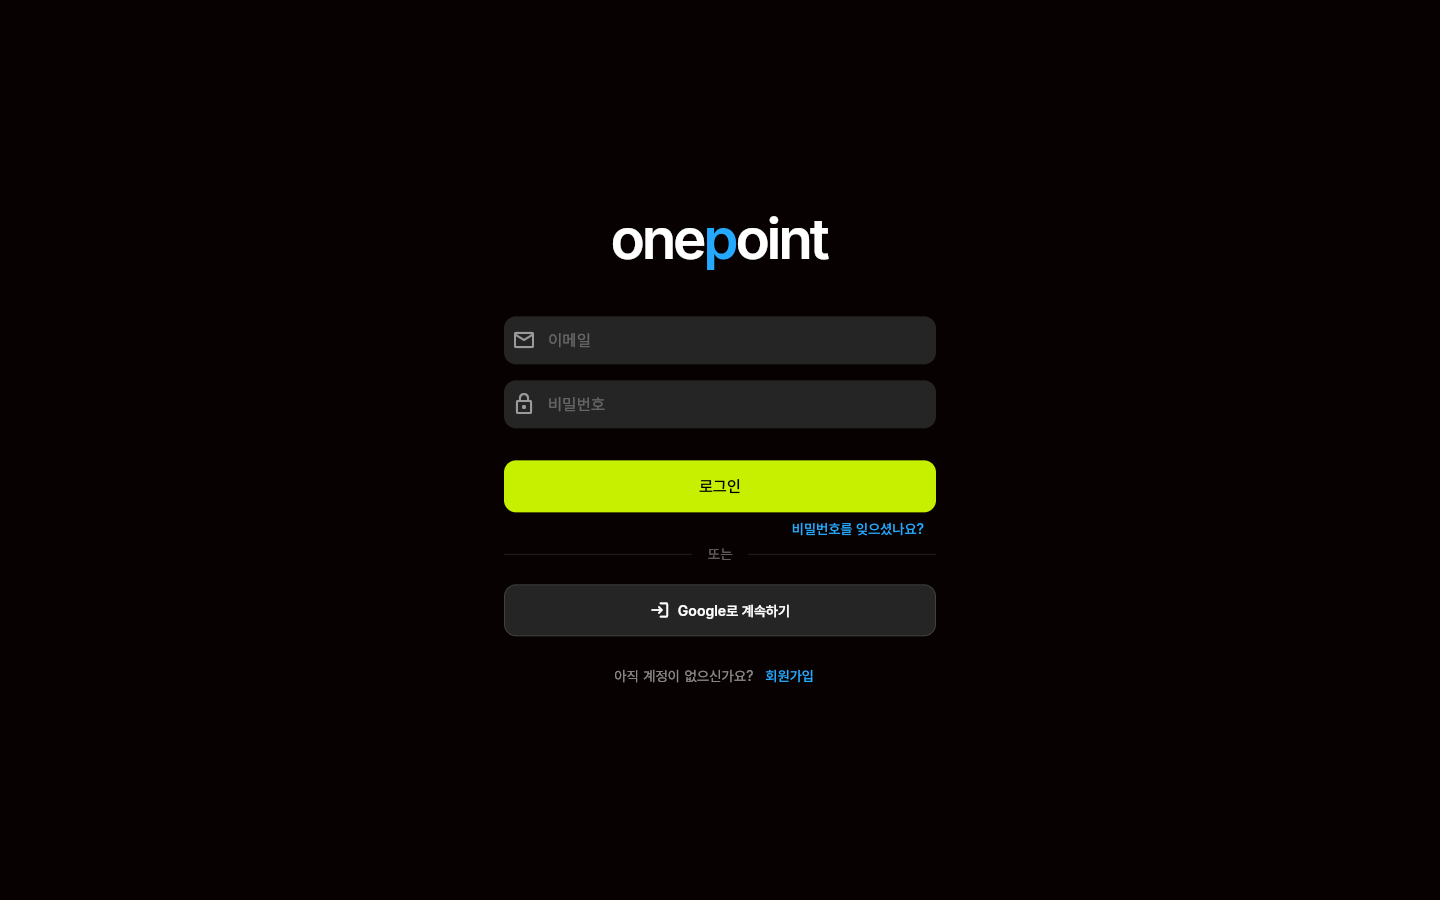 onepoint
이메일
비밀번호
로그인
비밀번호를 잊으셨나요?
또는
Google로 계속하기
아직 계정이 없으신가요? 회원가입